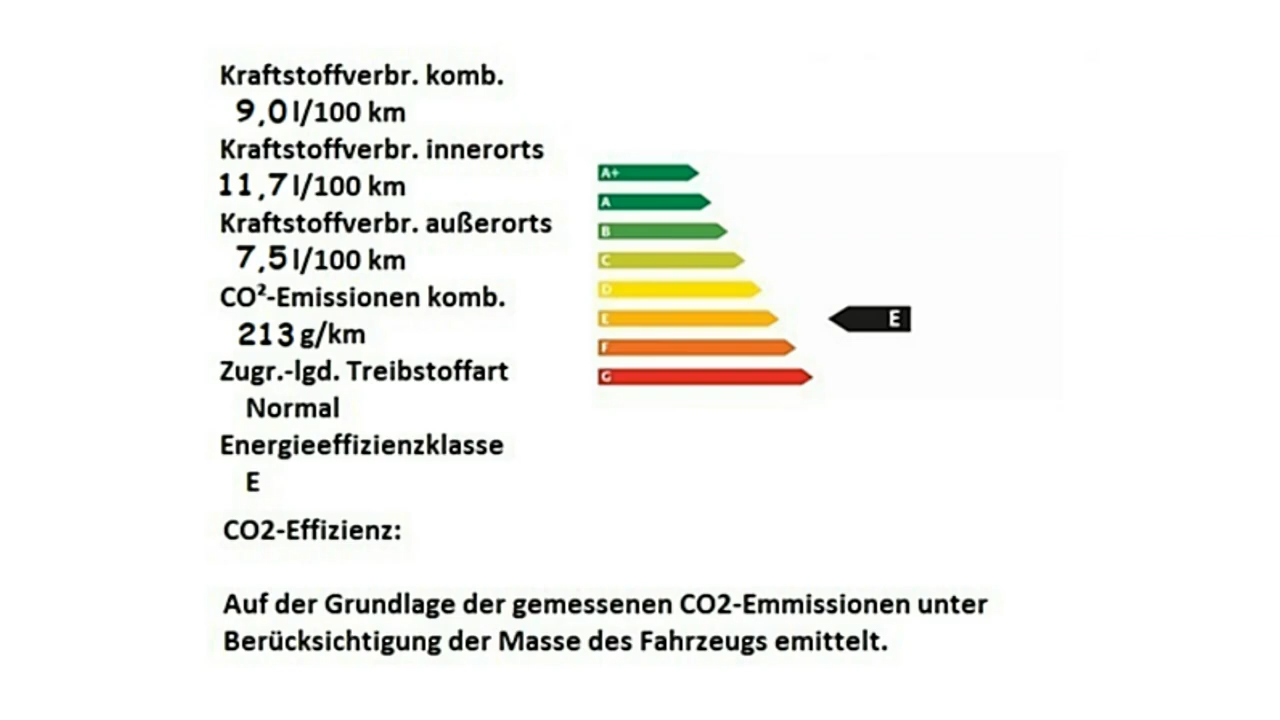 Kraftstoffverbr. komb.
9,0 l/100 km
Kraftstoffverbr. innerorts
11,7 l/100 km
Kraftstoffverbr. außerorts
7,5 l/100 km
CO²-Emissionen komb.
213 g/km
Zugr.-lgd. Treibstoffart
Normal
Energieeffizienzklasse
E
A+
A
B
C
D
E
E
F
G
CO2-Effizienz:
Auf der Grundlage der gemessenen CO2-Emmissionen unter
Berücksichtigung der Masse des Fahrzeugs emittelt.